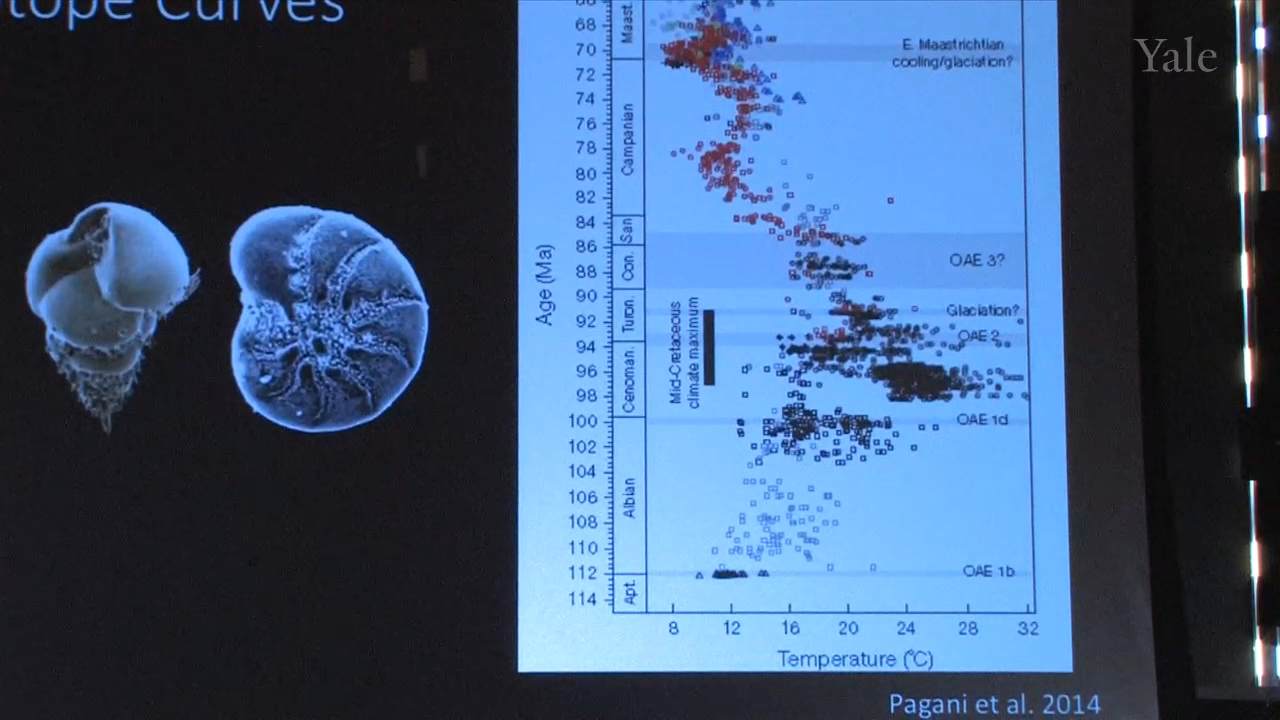 tope Curves
Yale
68
70
72
74
76
78
80
82
84
86
88
90
92
94
96
98
100
102
104
106
108
110
112
114
Age (Ma)
Maast.
Campanian
San
Con.
Turon.
Cenoman.
Albian
Apt.
E. Maastrichtian
cooling/glaciation?
OAE 3?
Glaciation?
OAE 2
OAE 1d
OAE 1b
Mid-Cretaceous
climate maximum
8 12 16 20 24 28 32
Temperature (°C)
Pagani et al. 2014